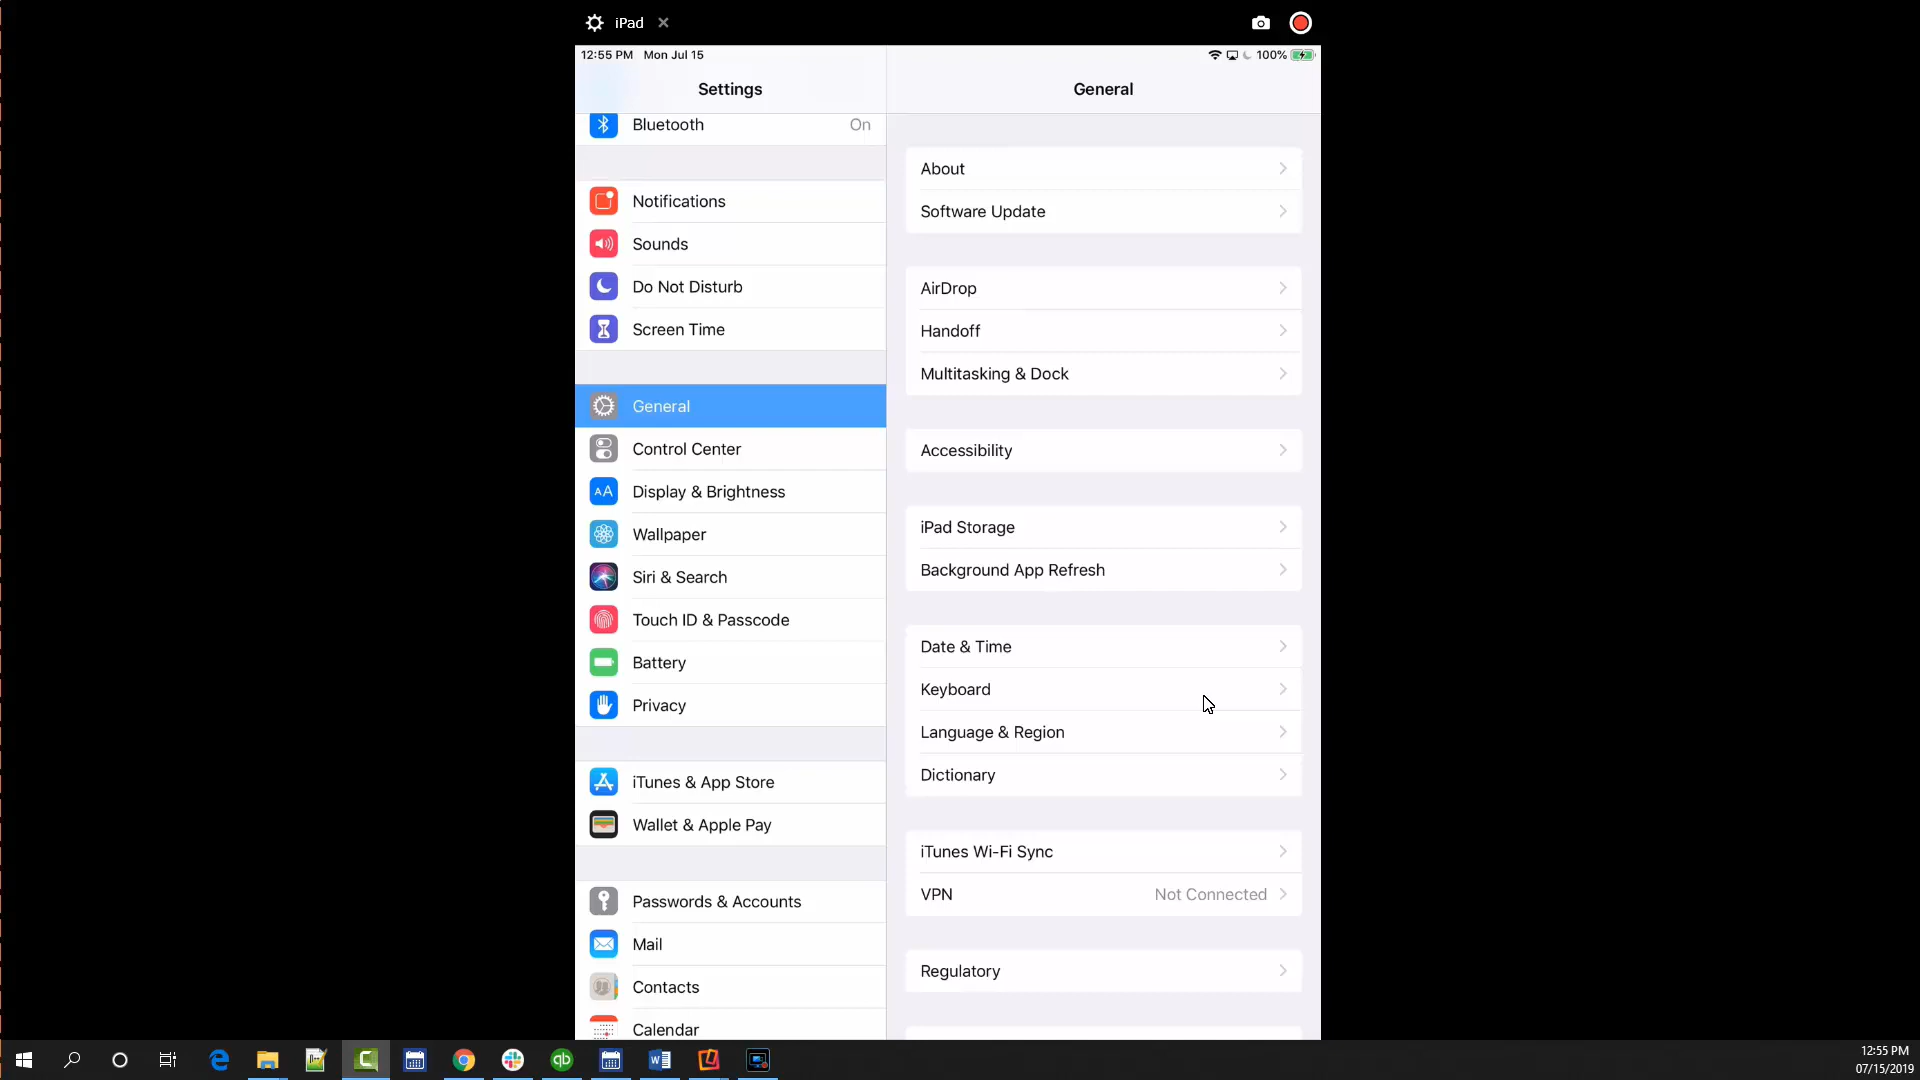 iPad
12:55 PM Mon Jul 15
100%
Settings
General
Bluetooth On
Notifications
Sounds
Do Not Disturb
Screen Time
General
Control Center
AA Display & Brightness
Wallpaper
Siri & Search
Touch ID & Passcode
Battery
Privacy
iTunes & App Store
Wallet & Apple Pay
Passwords & Accounts
Mail
Contacts
Calendar
About
Software Update
AirDrop
Handoff
Multitasking & Dock
Accessibility
iPad Storage
Background App Refresh
Date & Time
Keyboard
Language & Region
Dictionary
iTunes Wi-Fi Sync
VPN Not Connected
Regulatory
12:55 PM
07/15/2019